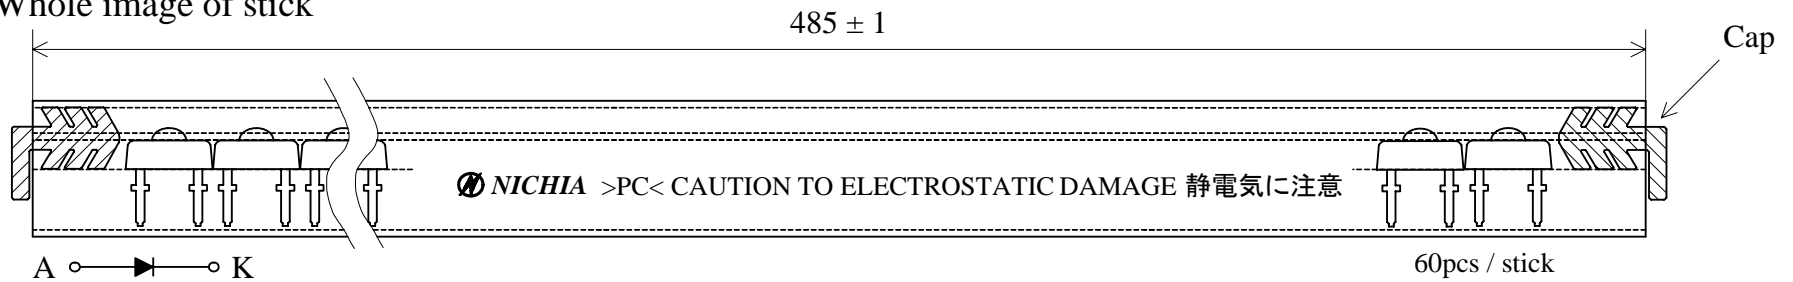 Whole image of stick
485 ± 1
Cap
NICHIA >PC< CAUTION TO ELECTROSTATIC DAMAGE 静電気に注意
A K
60pcs / stick